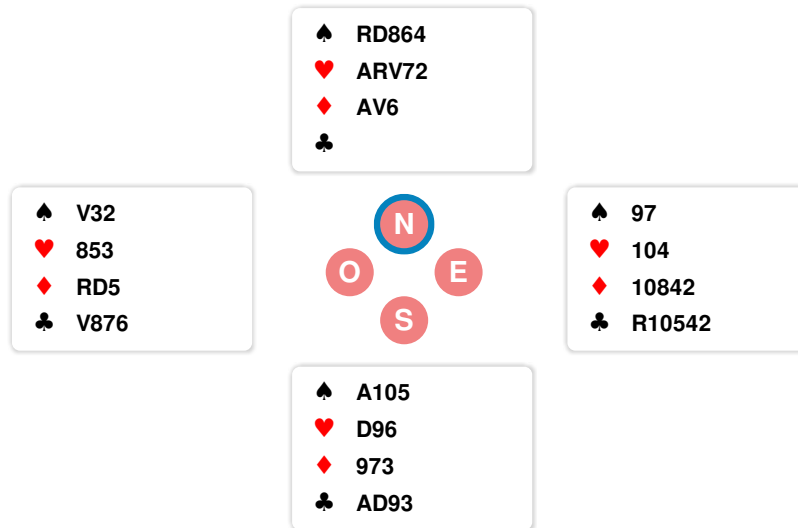 ♠ RD864
♥ ARV72
♦ AV6
♣
♠ V32
♥ 853
♦ RD5
♣ V876
N
O E
S
♠ 97
♥ 104
♦ 10842
♣ R10542
♠ A105
♥ D96
♦ 973
♣ AD93